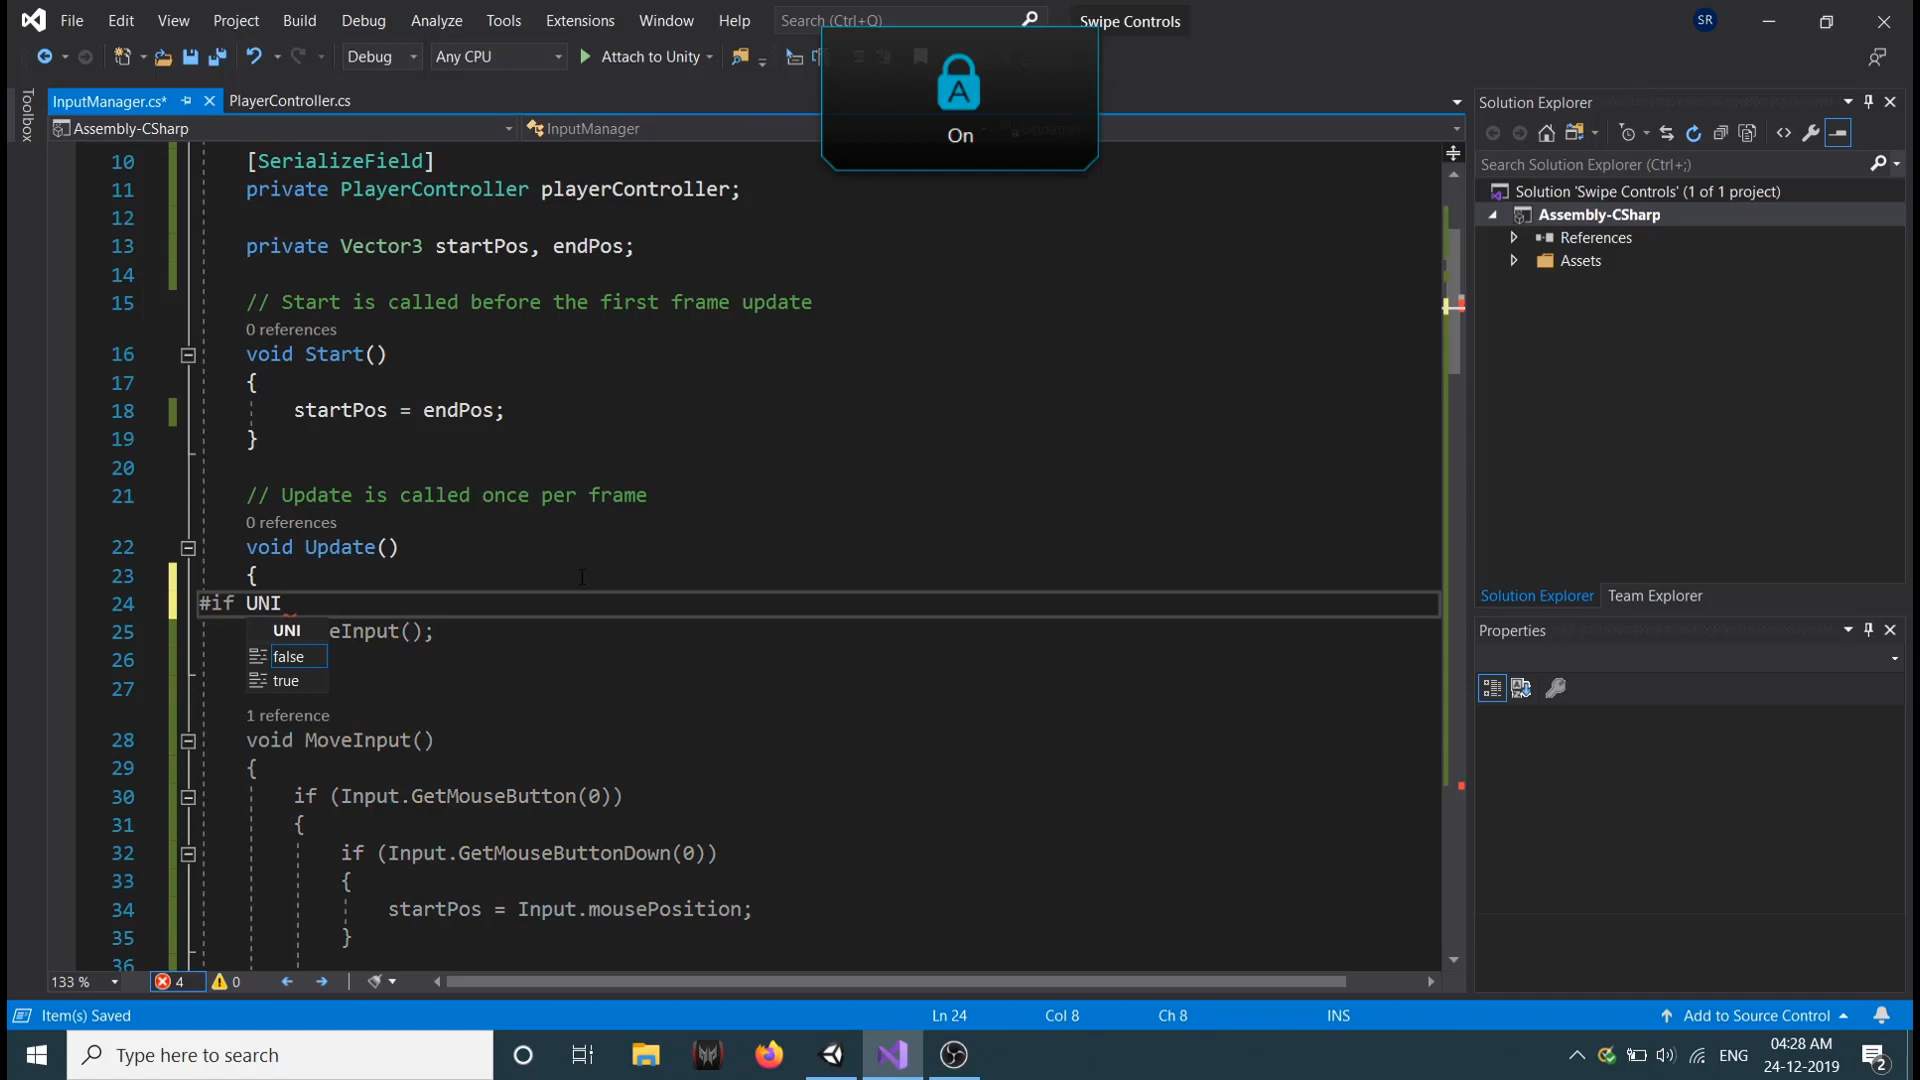 File Edit View Project Build Debug Analyze Tools Extensions Window Help Search (Ctrl+Q) Swipe Controls SR
Debug Any CPU Attach to Unity
A
On
Toolbox
InputManager.cs* PlayerController.cs
Assembly-CSharp InputManager
10 [SerializeField]
11 private PlayerController playerController;
12
13 private Vector3 startPos, endPos;
14
15 // Start is called before the first frame update
0 references
16 void Start()
17 {
18 startPos = endPos;
19 }
20
21 // Update is called once per frame
0 references
22 void Update()
23 {
24 #if UNI
25 eInput();
UNI
false
true
26
27
1 reference
28 void MoveInput()
29 {
30 if (Input.GetMouseButton(0))
31 {
32 if (Input.GetMouseButtonDown(0))
33 {
34 startPos = Input.mousePosition;
35 }
36
133 % 4 0
Solution Explorer
Search Solution Explorer (Ctrl+;)
Solution 'Swipe Controls' (1 of 1 project)
Assembly-CSharp
References
Assets
Solution Explorer Team Explorer
Properties
Item(s) Saved Ln 24 Col 8 Ch 8 INS Add to Source Control
Type here to search ENG 04:28 AM
24-12-2019
2